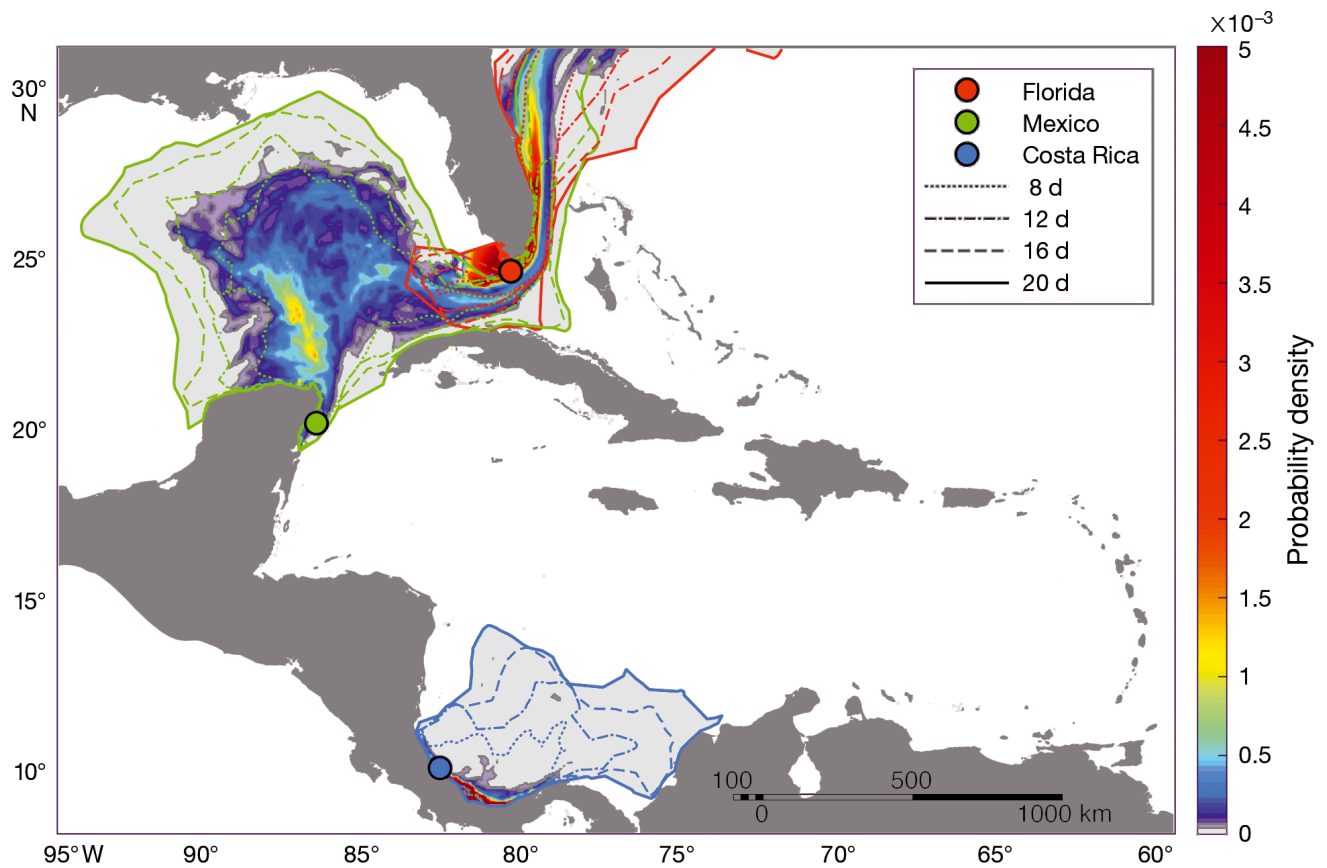 ×10⁻³
30°
N
25°
20°
15°
10°
Florida
Mexico
Costa Rica
8 d
12 d
16 d
20 d
5
4.5
4
3.5
3
2.5
2
1.5
1
0.5
0
Probability density
100 500
0 1000 km
95°W 90° 85° 80° 75° 70° 65° 60°